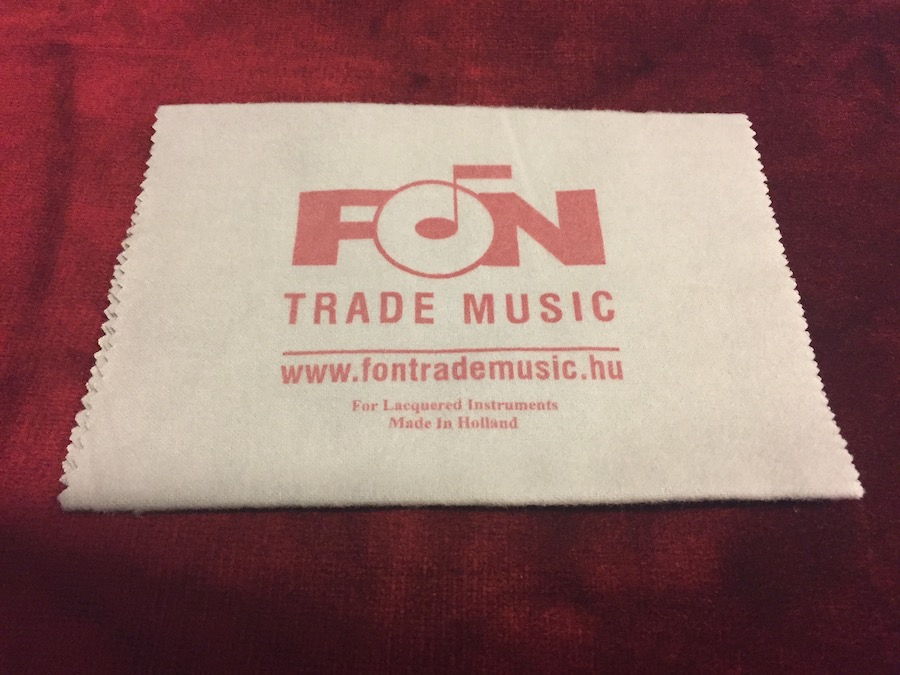 FON
TRADE MUSIC
www.fontrademusic.hu
For Lacquered Instruments
Made In Holland